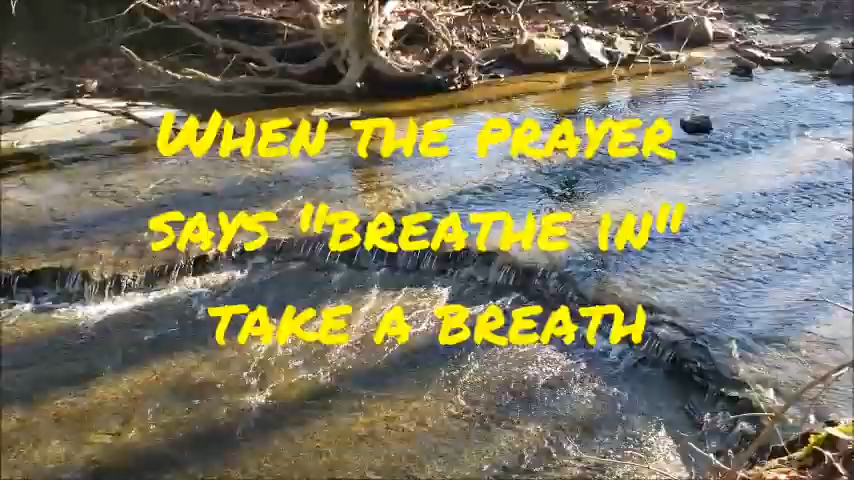 When the prayer
says "breathe in"
take a breath